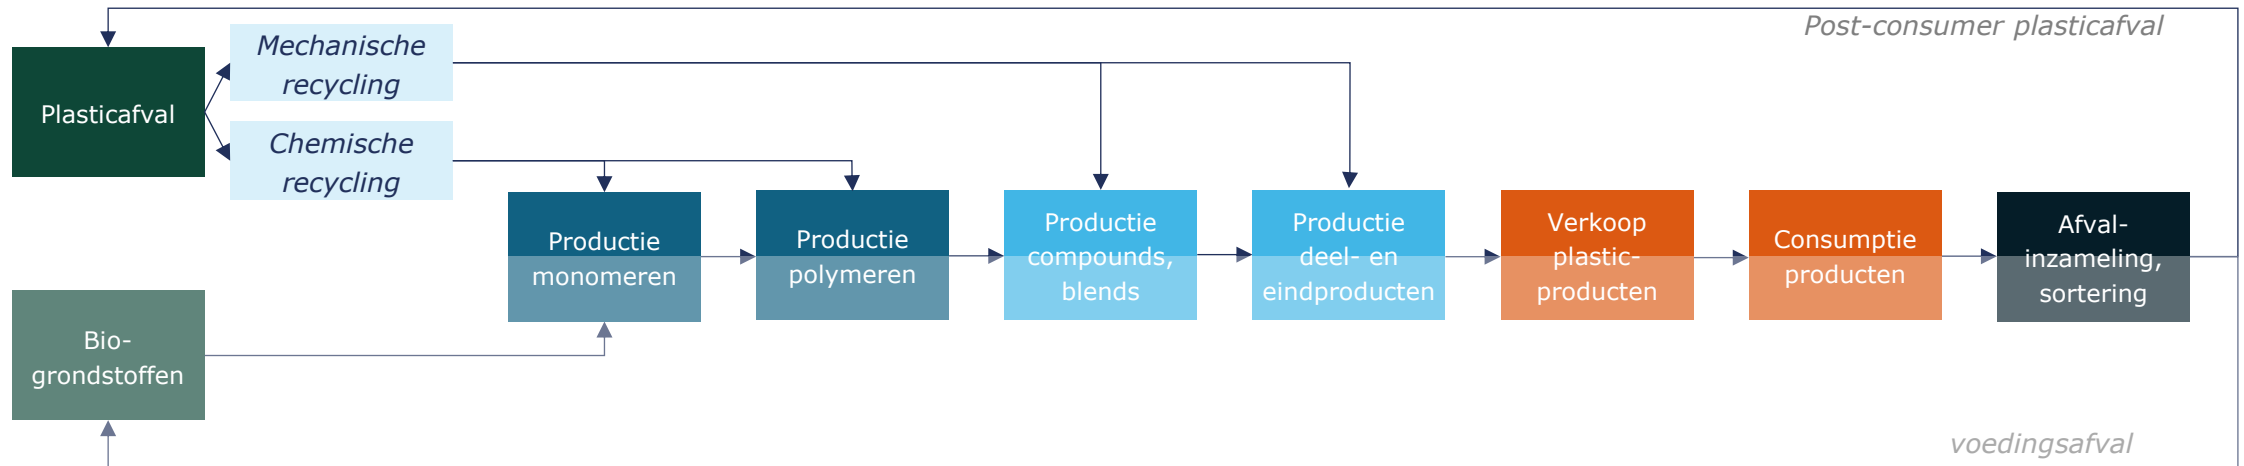 Post-consumer plasticafval
Mechanische
recycling
Plasticafval
Chemische
recycling
Productie
monomeren
Productie
polymeren
Productie
compounds,
blends
Productie
deel- en
eindproducten
Verkoop
plastic-
producten
Consumptie
producten
Afval-
inzameling,
sortering
Bio-
grondstoffen
voedingsafval